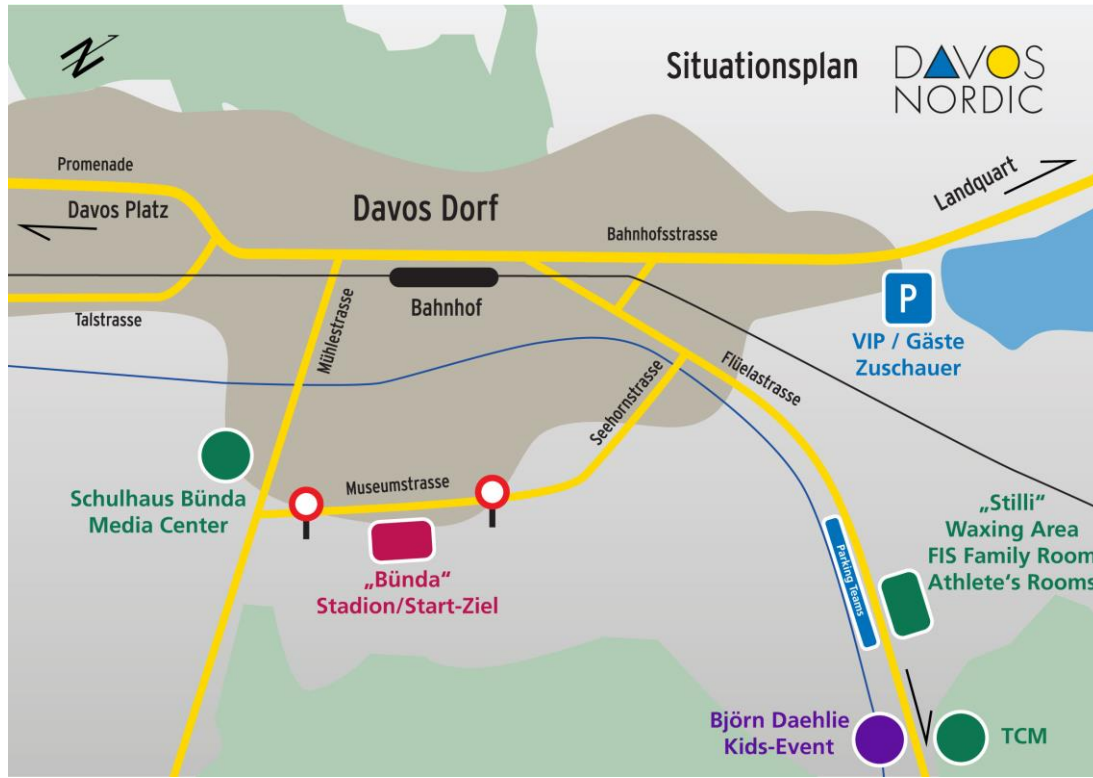 N
Situationsplan
DAVOS
NORDIC
Promenade
Davos Platz
Davos Dorf
Bahnhofsstrasse
Landquart
Talstrasse
Mühlestrasse
Bahnhof
P
VIP / Gäste
Zuschauer
Flüelastrasse
Seehornstrasse
Museumstrasse
Schulhaus Bünda
Media Center
„Bünda“
Stadion/Start-Ziel
Parking Teams
„Stilli“
Waxing Area
FIS Family Room
Athlete's Rooms
Björn Daehlie
Kids-Event
TCM